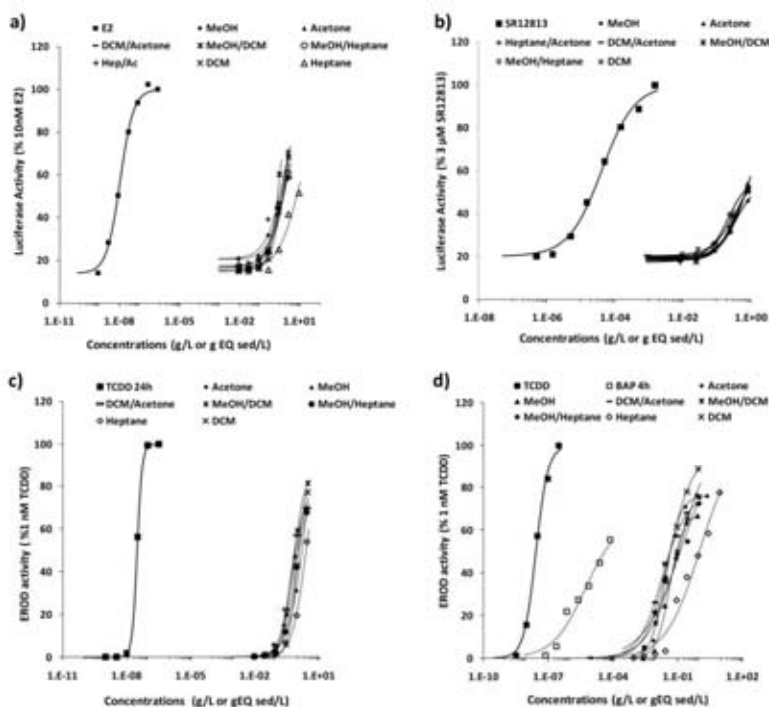 a)
E2 MeOH Acetone
DCM/Acetone MeOH/DCM MeOH/Heptane
Hep/Ac DCM Heptane
Luciferase Activity (% 10nM E2)
120
100
80
60
40
20
0
1.E-11 1.E-08 1.E-05 1.E-02 1.E+01
Concentrations (g/L or g EQ sed/L)
b)
SR12813 MeOH Acetone
Heptane/Acetone DCM/Acetone MeOH/DCM
MeOH/Heptane DCM
Luciferase Activity (% 3 µM SR12813)
120
100
80
60
40
20
0
1.E-08 1.E-06 1.E-04 1.E-02 1.E+00
Concentrations (g/L or g EQ sed/L)
c)
TCDD 24h Acetone MeOH
DCM/Acetone MeOH/DCM MeOH/Heptane
Heptane DCM
EROD activity ( %1 nM TCDD)
120
100
80
60
40
20
0
1.E-11 1.E-08 1.E-05 1.E-02 1.E+01
Concentrations (g/L or gEQ sed/L)
d)
TCDD BAP 4h Acetone
MeOH DCM/Acetone MeOH/DCM
MeOH/Heptane Heptane DCM
EROD activity (% 1 nM TCDD)
120
100
80
60
40
20
0
1.E-10 1.E-07 1.E-04 1.E-01 1.E+02
Concentrations (g/L or gEQ sed/L)